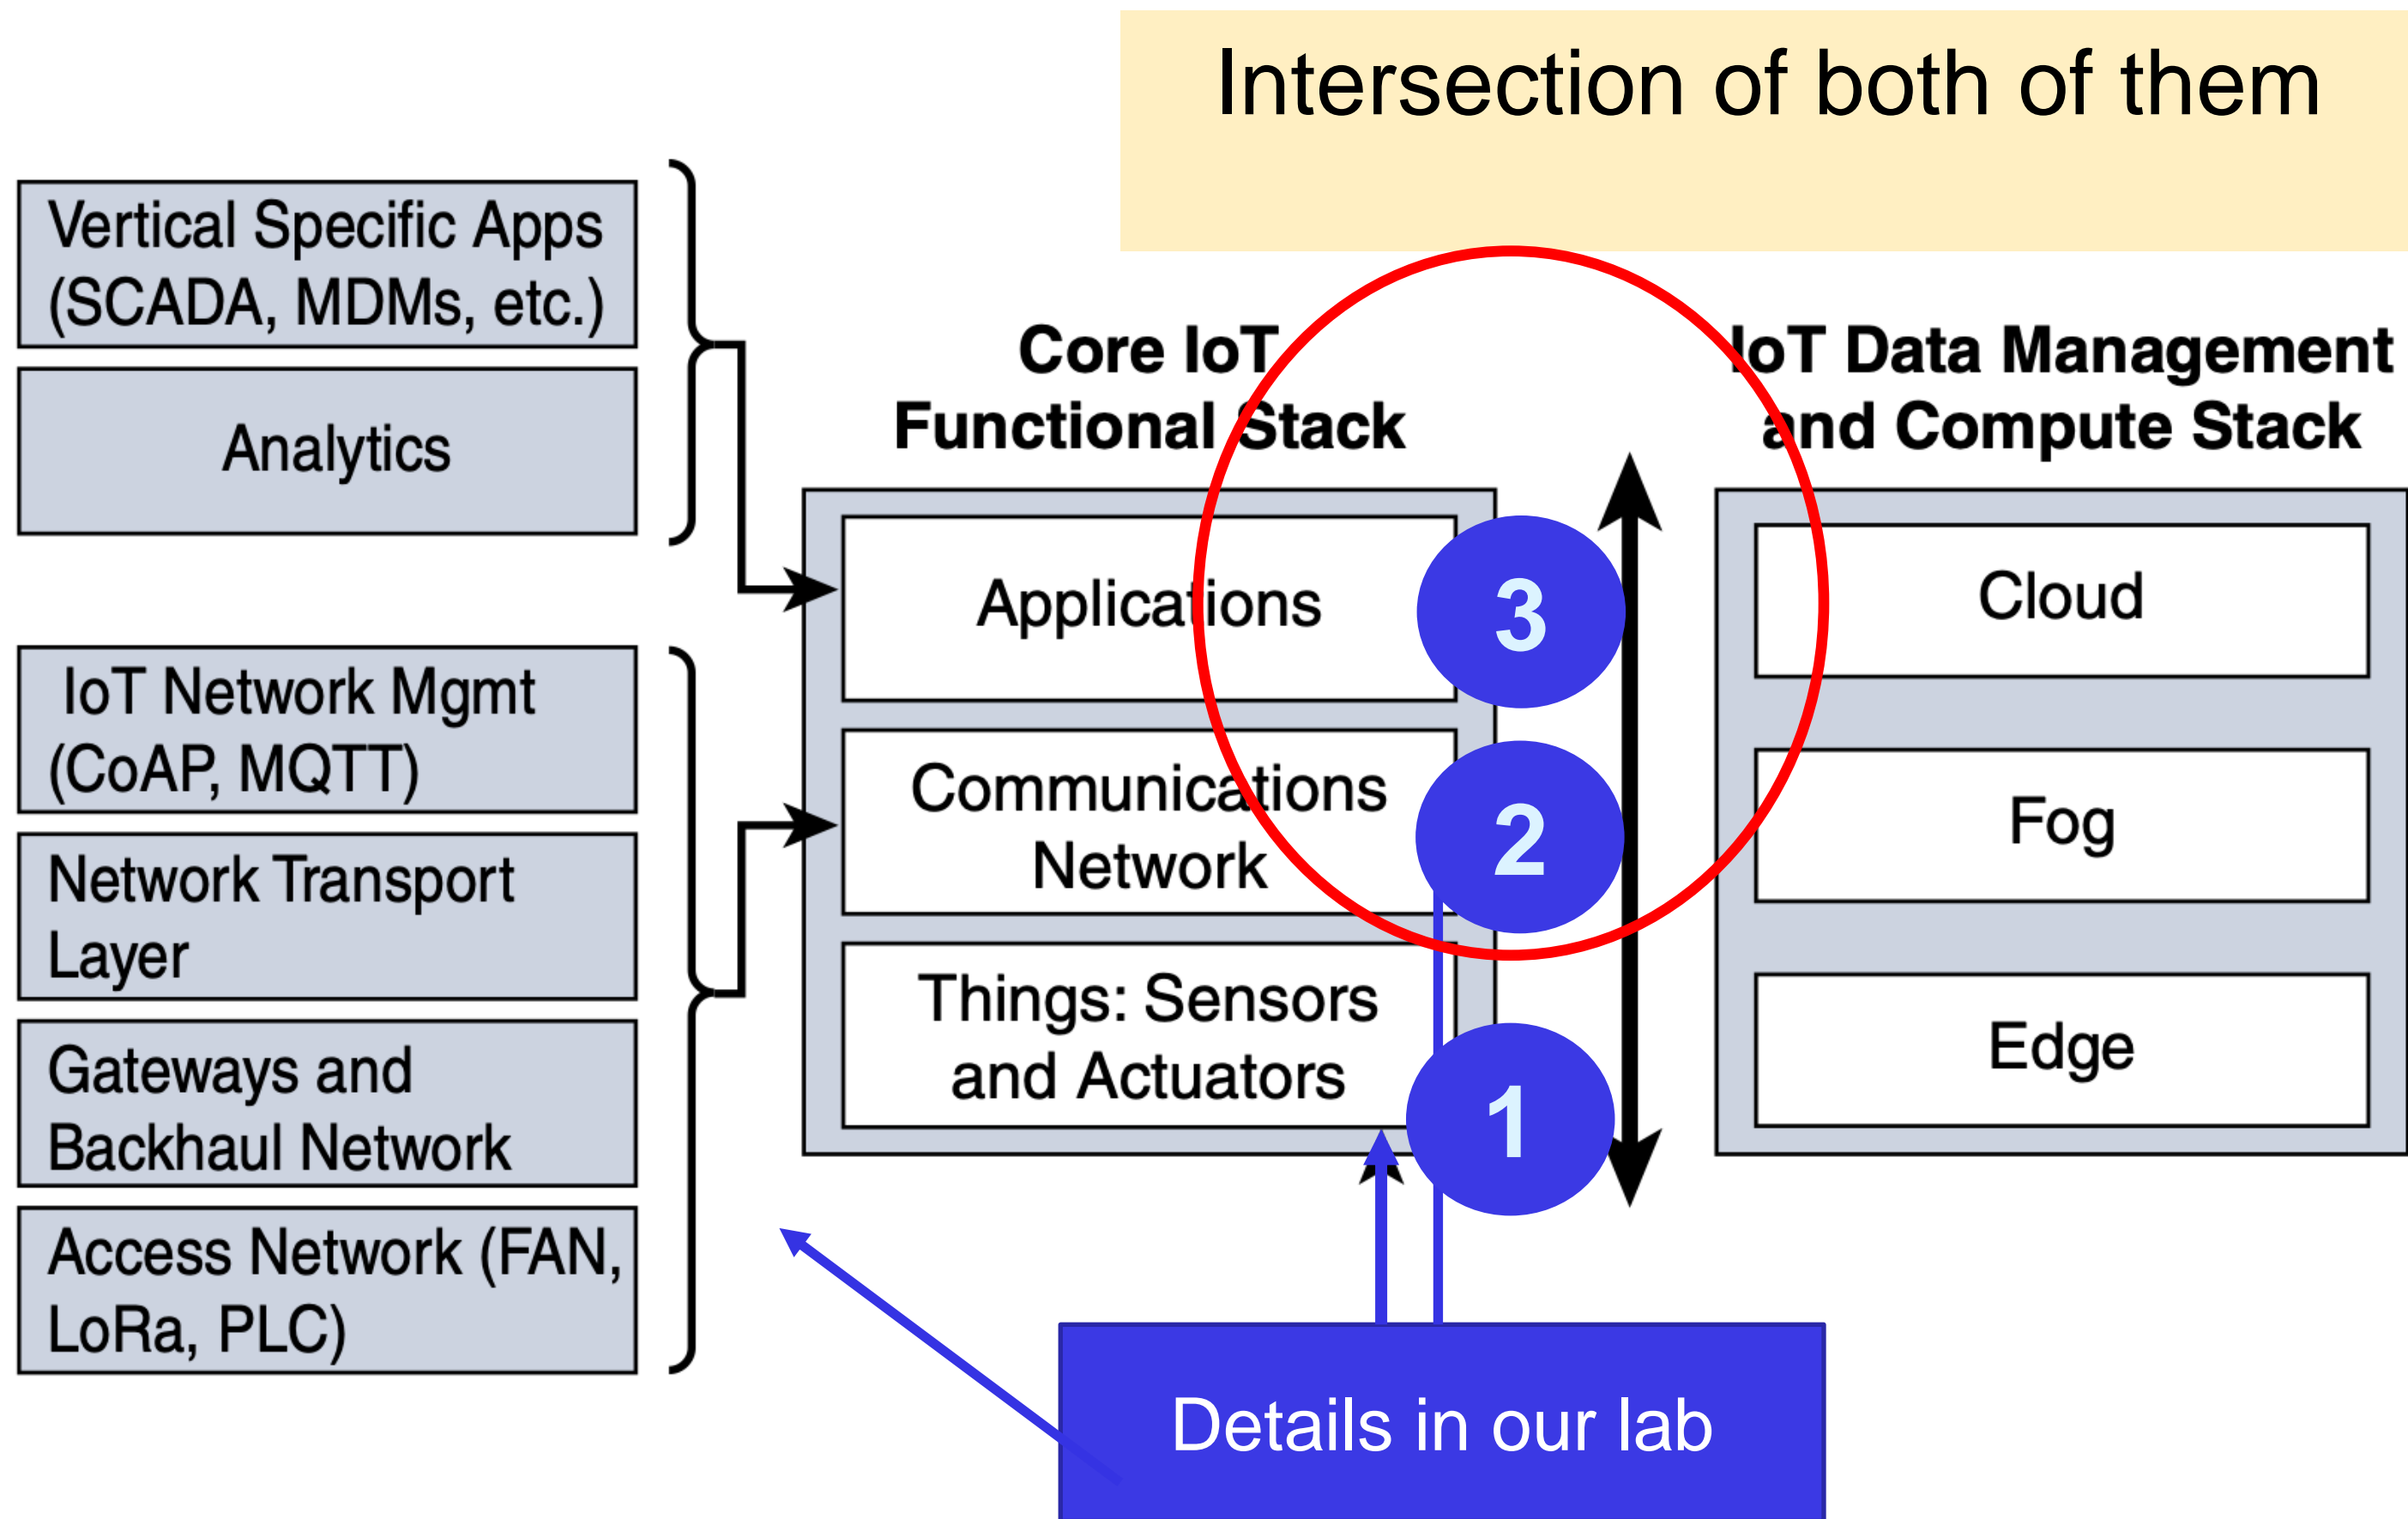 Intersection of both of them
Vertical Specific Apps
(SCADA, MDMs, etc.)
Analytics
IoT Network Mgmt
(CoAP, MQTT)
Network Transport
Layer
Gateways and
Backhaul Network
Access Network (FAN,
LoRa, PLC)
Core IoT
Functional Stack
Applications
3
Communications
Network
2
Things: Sensors
and Actuators
1
IoT Data Management
and Compute Stack
Cloud
Fog
Edge
Details in our lab